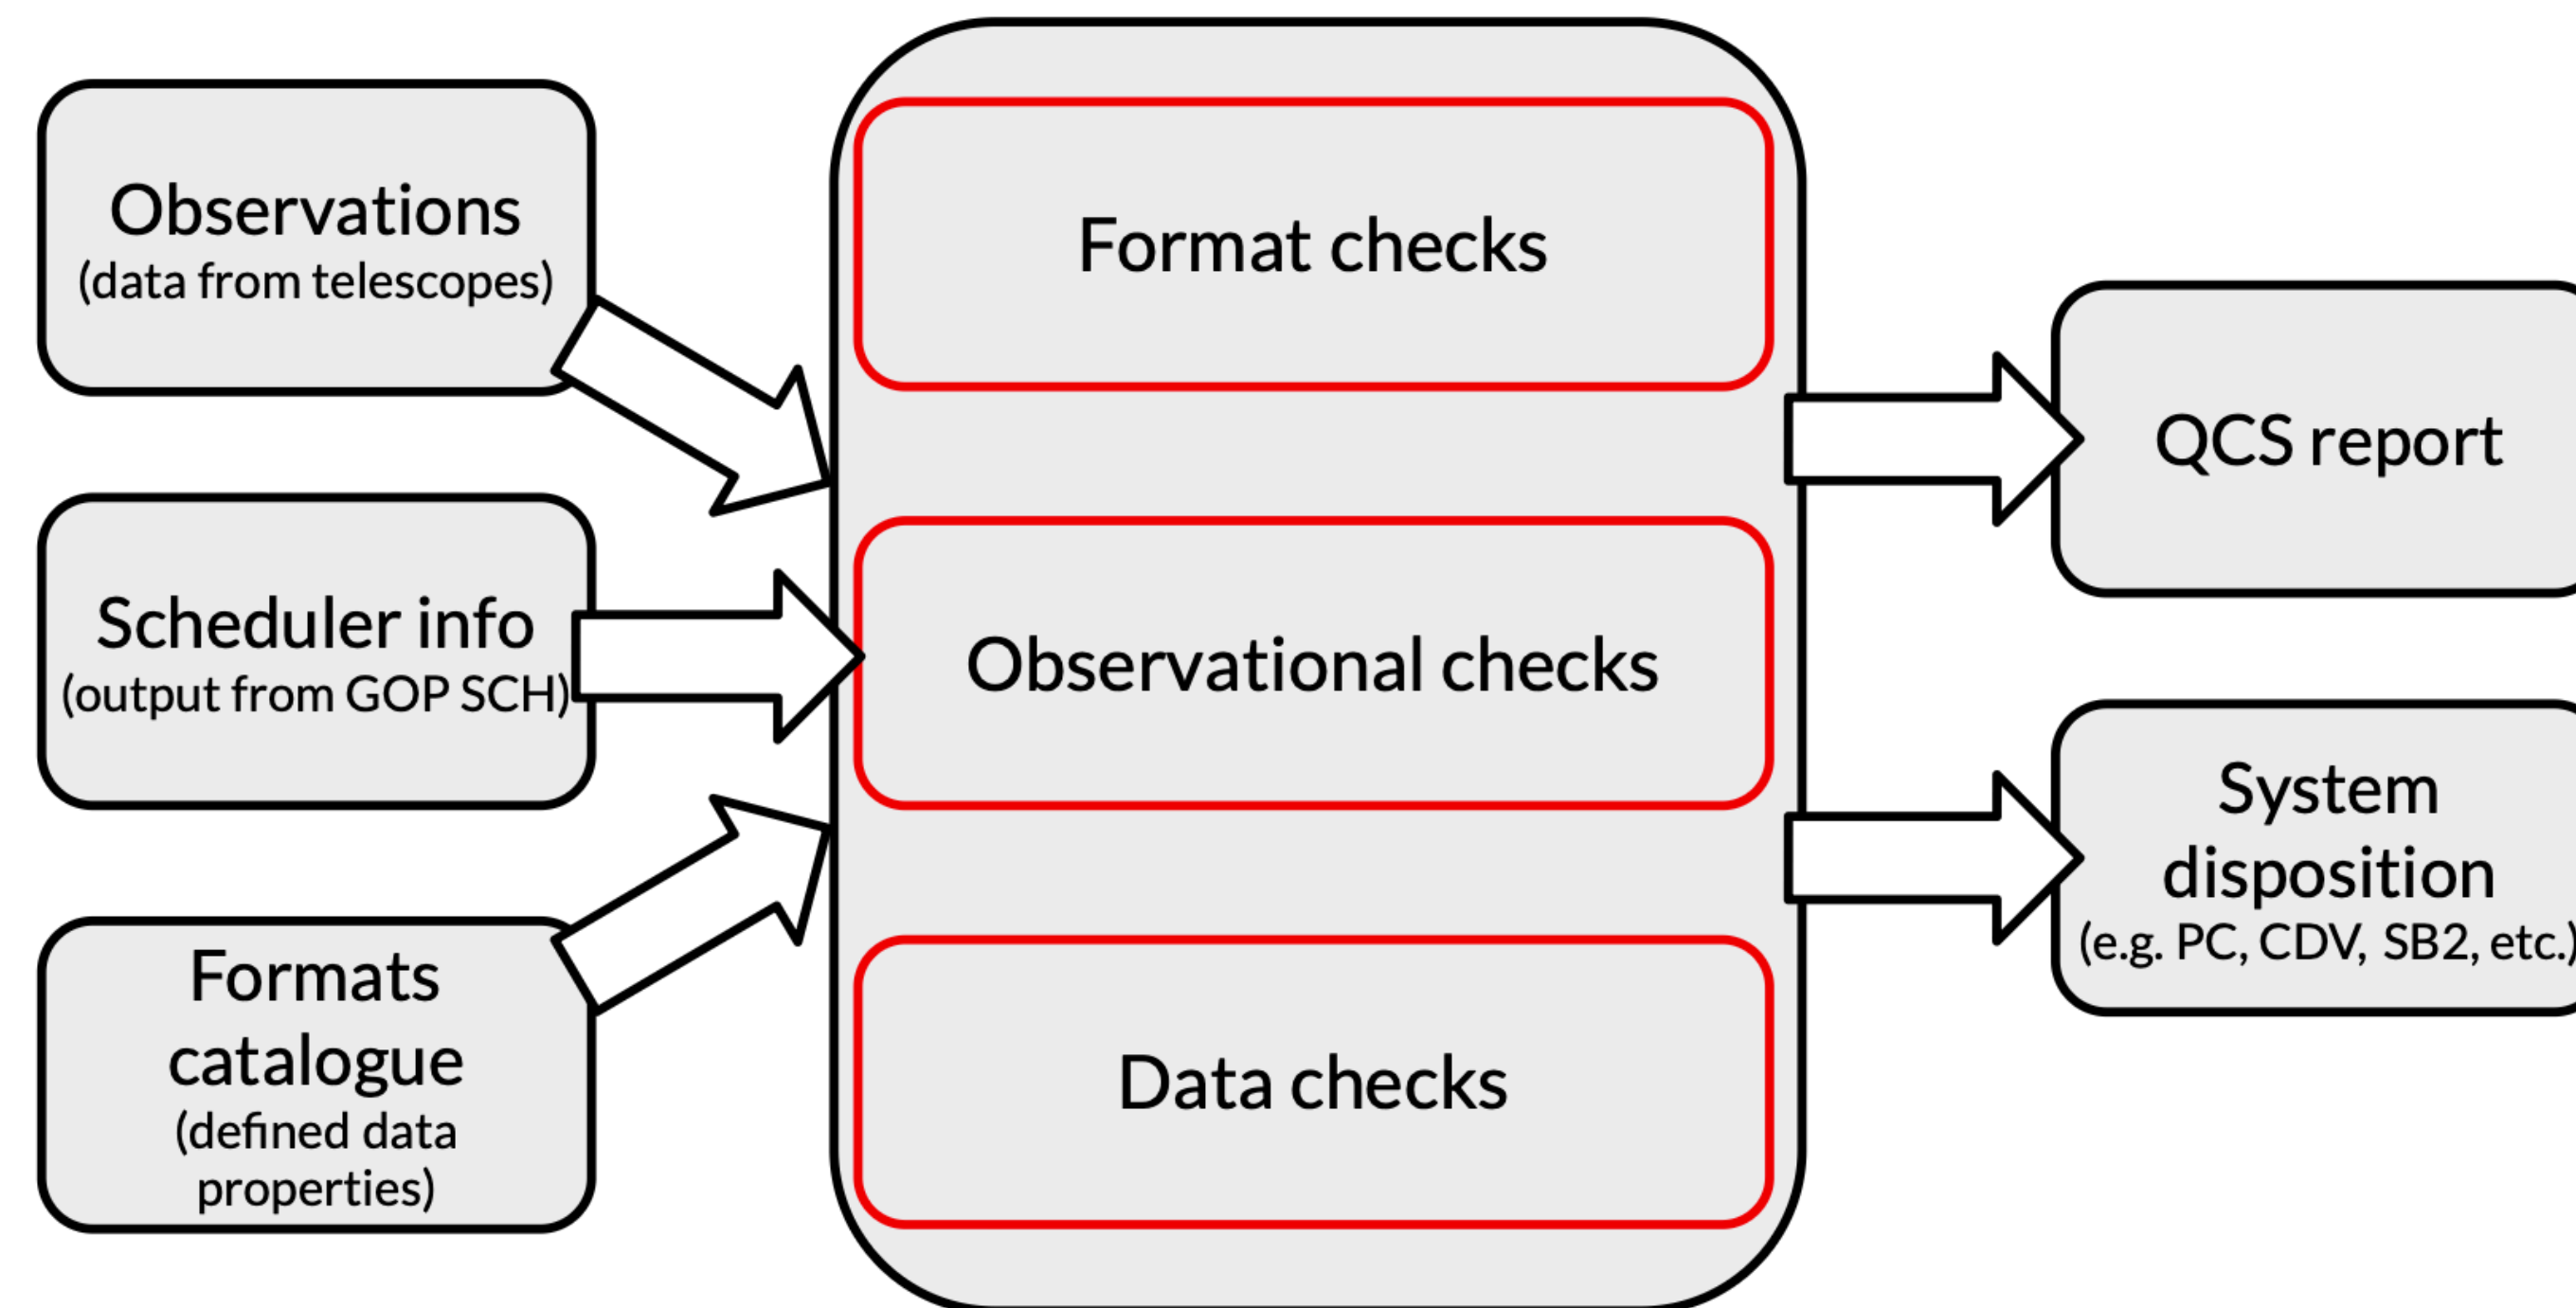 Observations
(data from telescopes)
Scheduler info
(output from GOP SCH)
Formats
catalogue
(defined data
properties)
Format checks
Observational checks
Data checks
QCS report
System
disposition
(e.g. PC, CDV, SB2, etc.)